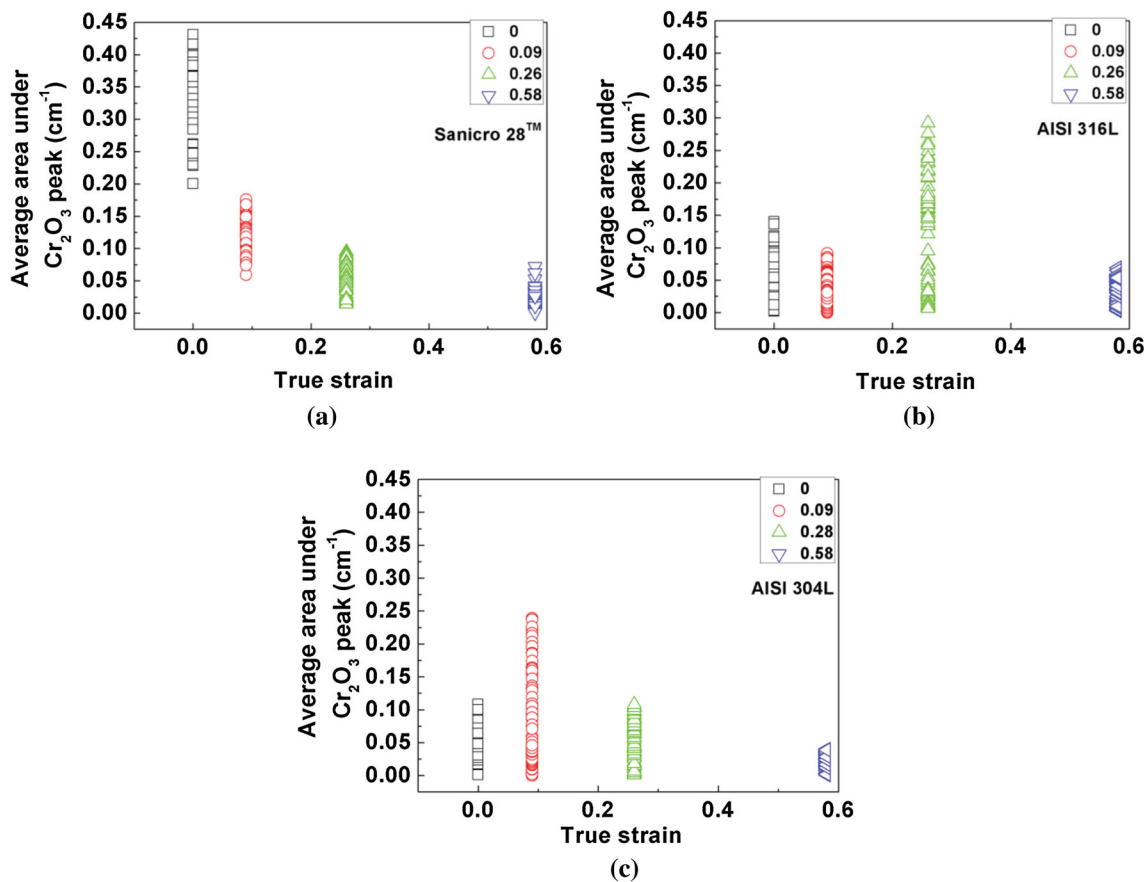 0.45
0.40
0.35
0.30
0.25
0.20
0.15
0.10
0.05
0.00
Average area under
Cr₂O₃ peak (cm⁻¹)
0
0.09
0.26
0.58
Sanicro 28™
0.0 0.2 0.4 0.6
True strain
(a)
0.45
0.40
0.35
0.30
0.25
0.20
0.15
0.10
0.05
0.00
Average area under
Cr₂O₃ peak (cm⁻¹)
0
0.09
0.26
0.58
AISI 316L
0.0 0.2 0.4 0.6
True strain
(b)
0.45
0.40
0.35
0.30
0.25
0.20
0.15
0.10
0.05
0.00
Average area under
Cr₂O₃ peak (cm⁻¹)
0
0.09
0.28
0.58
AISI 304L
0.0 0.2 0.4 0.6
True strain
(c)